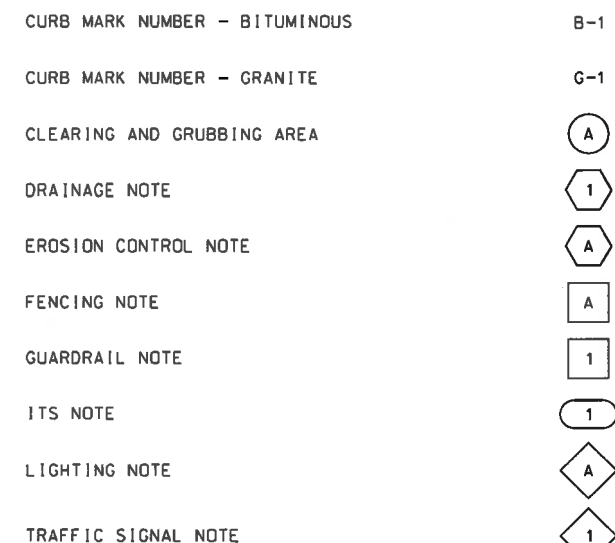 CURB MARK NUMBER - BITUMINOUS B-1
CURB MARK NUMBER - GRANITE G-1
CLEARING AND GRUBBING AREA A
DRAINAGE NOTE 1
EROSION CONTROL NOTE A
FENCING NOTE A
GUARDRAIL NOTE 1
ITS NOTE 1
LIGHTING NOTE A
TRAFFIC SIGNAL NOTE 1